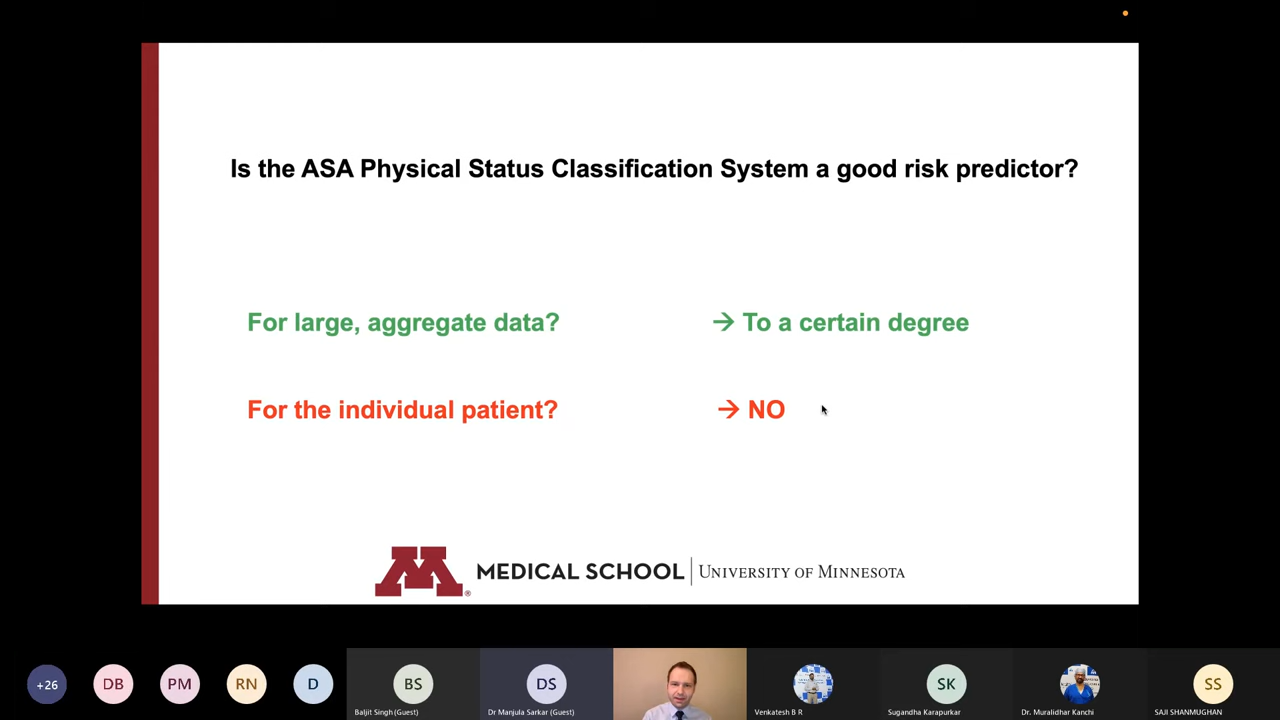 Is the ASA Physical Status Classification System a good risk predictor?
For large, aggregate data? → To a certain degree
For the individual patient? → NO
M® MEDICAL SCHOOL | UNIVERSITY OF MINNESOTA
+26 DB PM RN D BS DS SK SS
Baljit Singh (Guest) Dr Manjula Sarkar (Guest) Venkatesh B R Sugandha Karapurkar Dr. Muralidhar Kanchi SAJI SHANMUGHAN